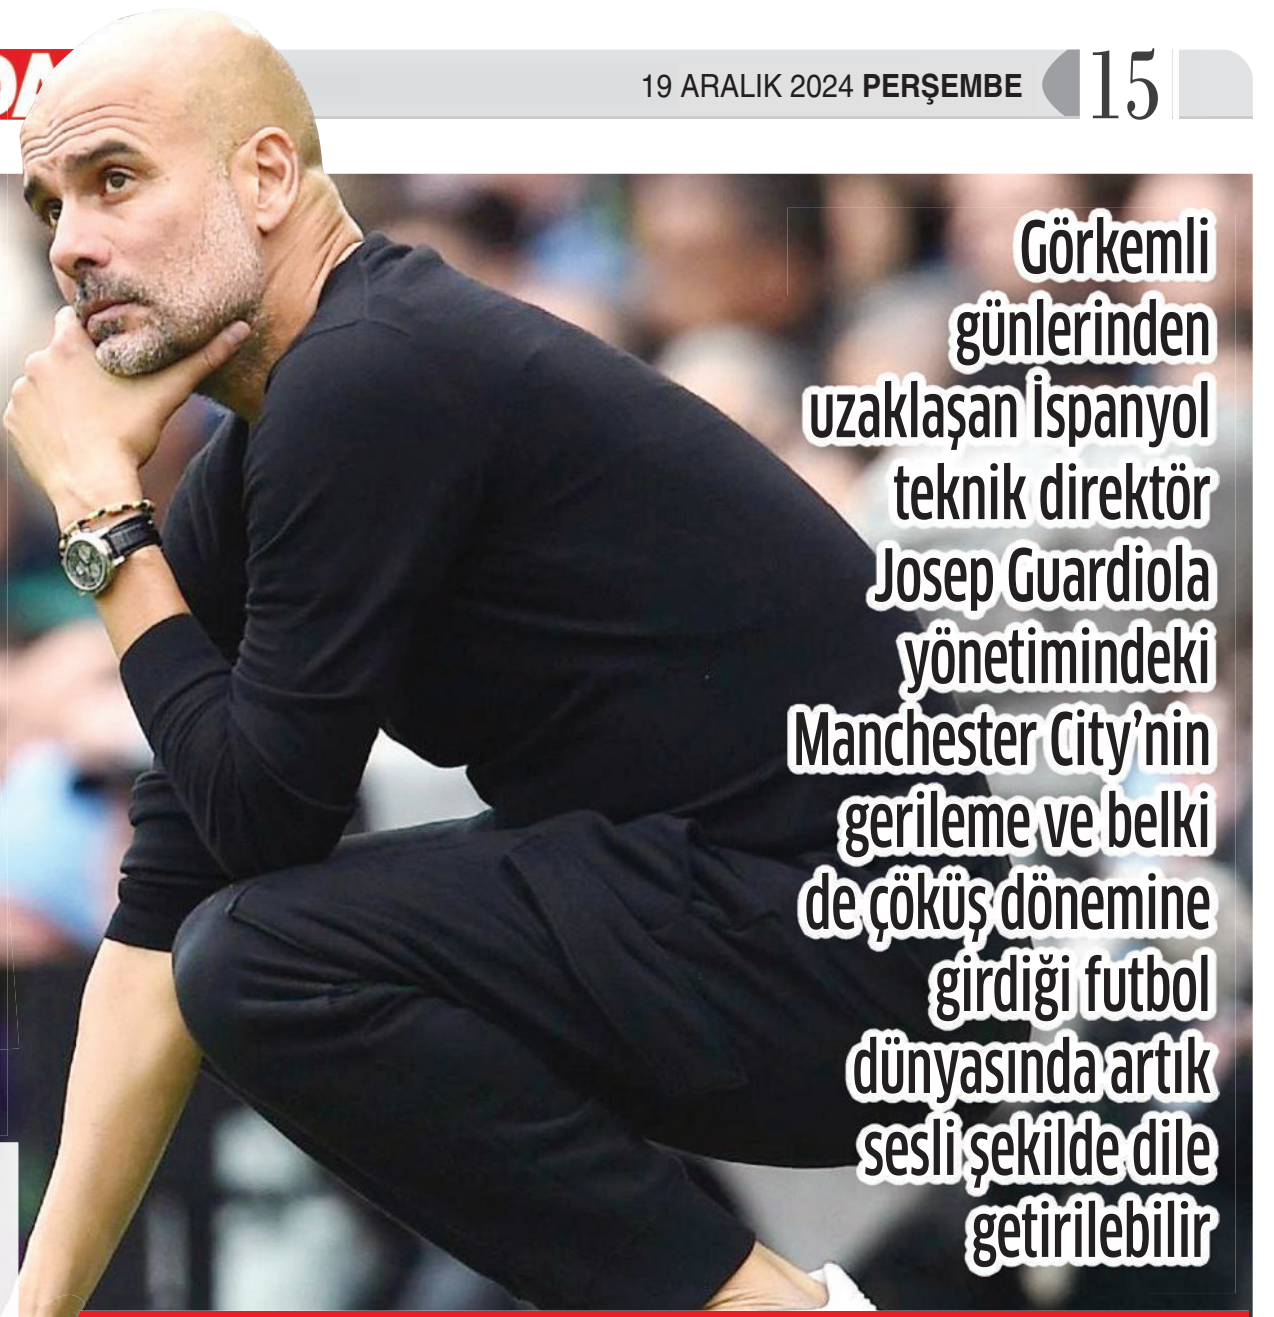 19 ARALIK 2024 PERŞEMBE 15
Görkemli
günlerinden
uzaklaşan İspanyol
teknik direktör
Josep Guardiola
yönetimindeki
Manchester City’nin
gerileme ve belki
de çöküş dönemine
girdiği futbol
dünyasında artık
sesli şekilde dile
getirilebilir